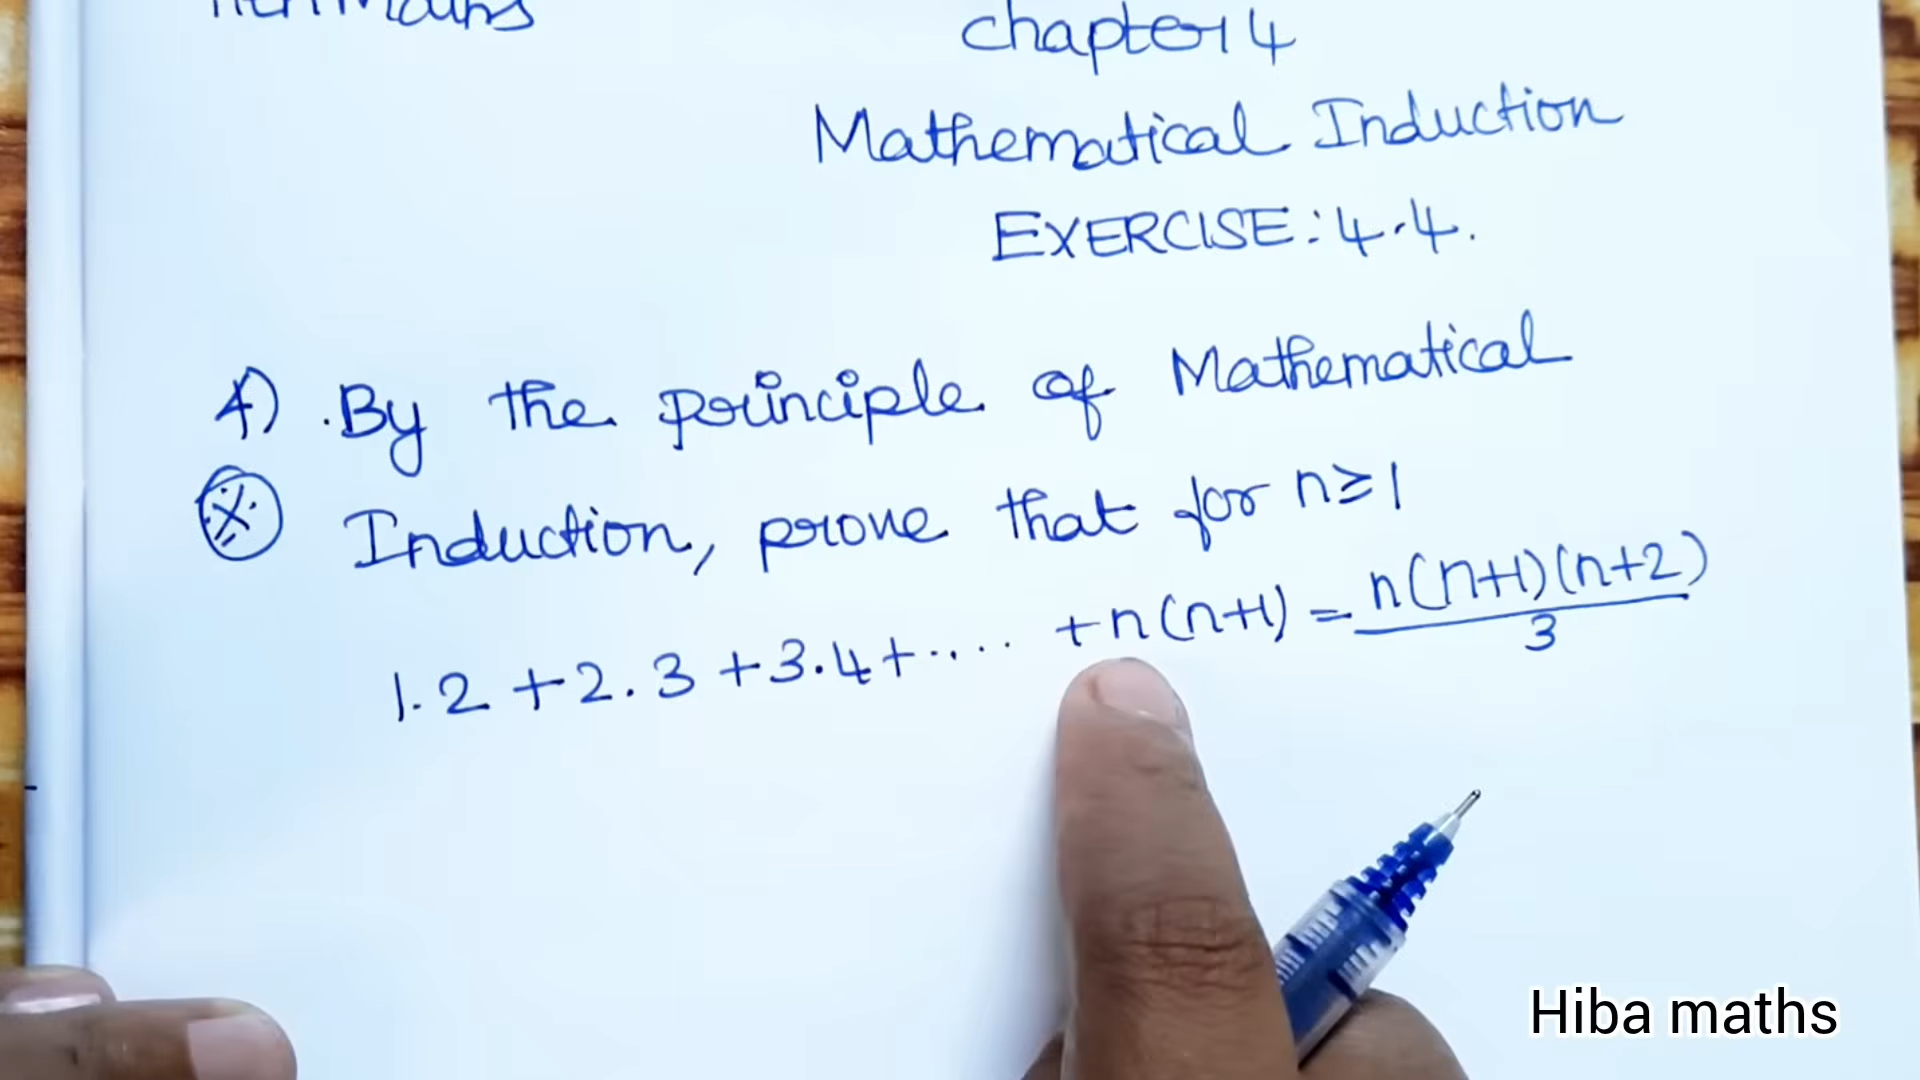 Maths
chapter 4
Mathematical Induction
EXERCISE: 4.4.
4) By the principle of Mathematical
Induction, prove that for n≥1
1.2 + 2.3 + 3.4 + ..... + n(n+1) = n(n+1)(n+2)/3
Hiba maths